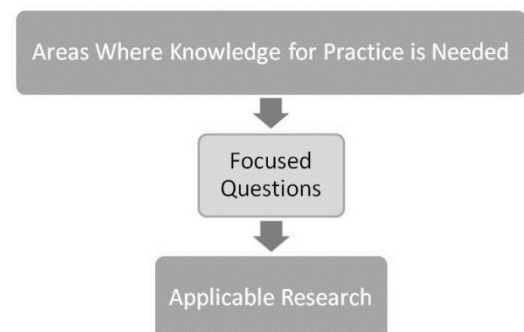 Areas Where Knowledge for Practice is Needed
Focused
Questions
Applicable Research